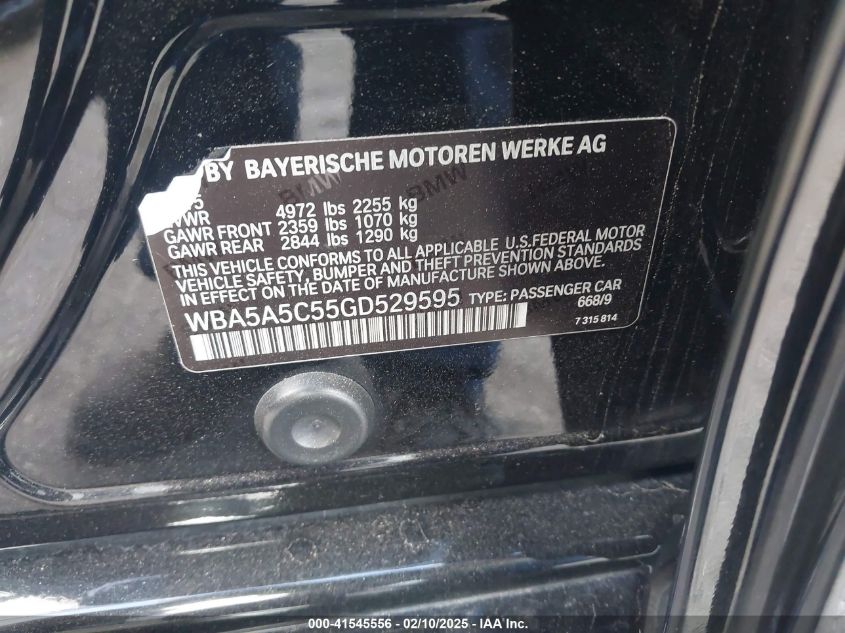 BY BAYERISCHE MOTOREN WERKE AG
5
VWR 4972 lbs 2255 kg
GAWR FRONT 2359 lbs 1070 kg
GAWR REAR 2844 lbs 1290 kg
THIS VEHICLE CONFORMS TO ALL APPLICABLE U.S.FEDERAL MOTOR
VEHICLE SAFETY, BUMPER AND THEFT PREVENTION STANDARDS
IN EFFECT ON THE DATE OF MANUFACTURE SHOWN ABOVE.
WBA5A5C55GD529595 TYPE: PASSENGER CAR
668/9
7 315 814
BMW
000-41545556 - 02/10/2025 - IAA Inc.